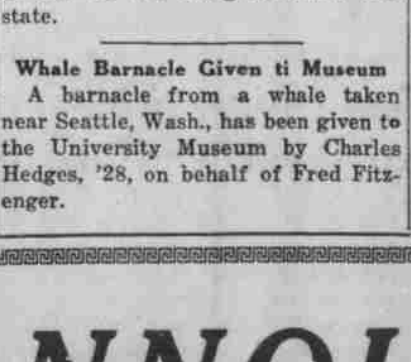 state.
Whale Barnacle Given ti Museum
A barnacle from a whale taken
near Seattle, Wash., has been given to
the University Museum by Charles
Hedges, '28, on behalf of Fred Fitz-
enger.